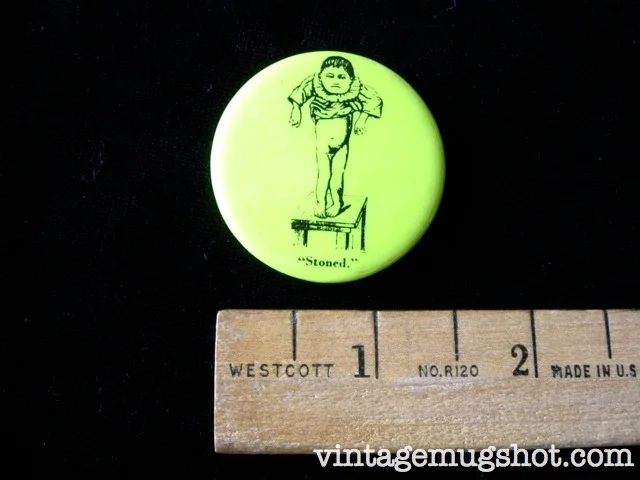 "Stoned."
WESTCOTT 1 NO.R120 2 MADE IN U.S
vintagemugshot.com